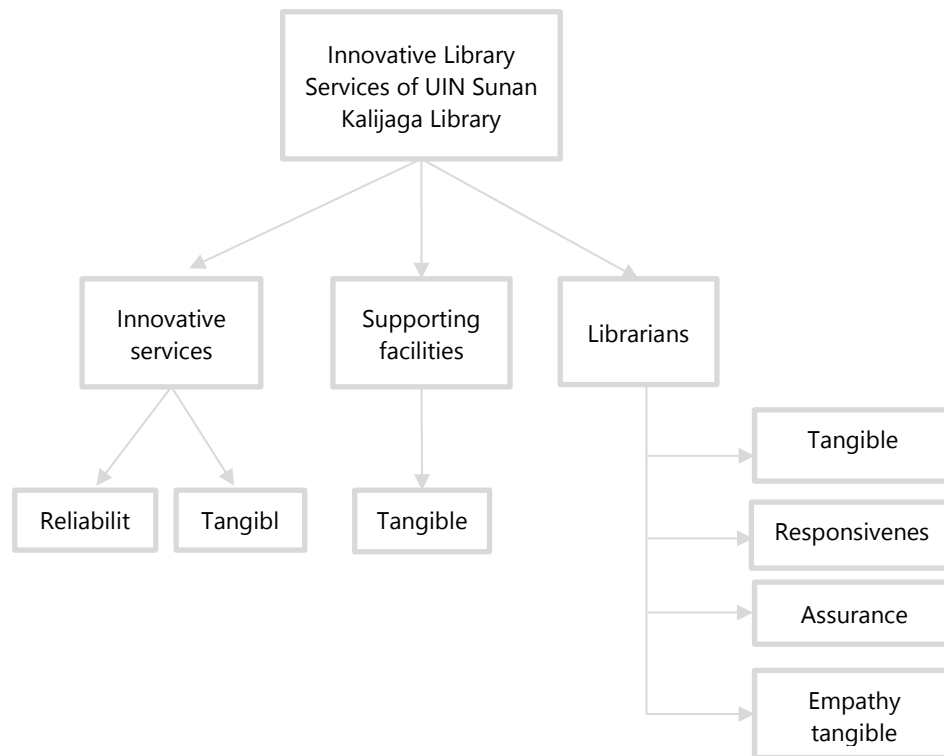 Innovative Library
Services of UIN Sunan
Kalijaga Library
Innovative
services
Supporting
facilities
Librarians
Reliabilit
Tangibl
Tangible
Tangible
Responsivenes
Assurance
Empathy
tangible